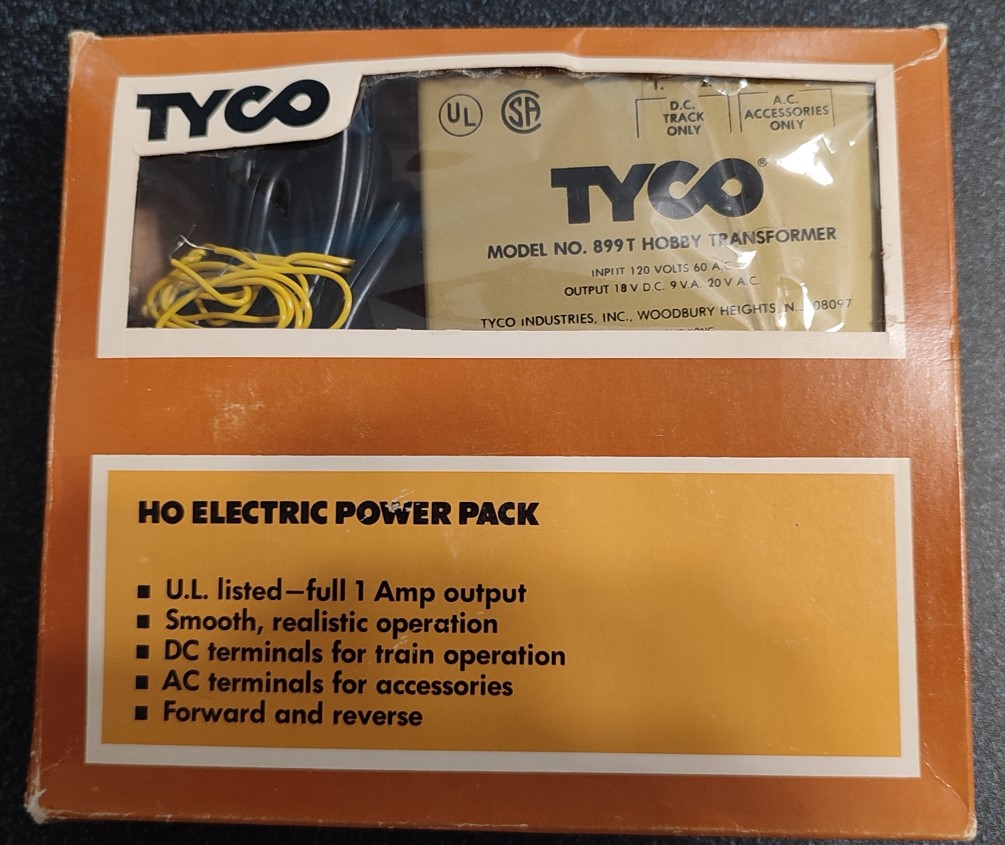 TYCO
UL
SA
1. 2.
D.C.
TRACK
ONLY
A.C.
ACCESSORIES
ONLY
TYCO®
MODEL NO. 899T HOBBY TRANSFORMER
INPUT 120 VOLTS 60 A.C.
OUTPUT 18 V D.C. 9 V.A. 20 V A.C.
TYCO INDUSTRIES, INC., WOODBURY HEIGHTS, N. 08097
HO ELECTRIC POWER PACK
▪ U.L. listed—full 1 Amp output
▪ Smooth, realistic operation
▪ DC terminals for train operation
▪ AC terminals for accessories
▪ Forward and reverse